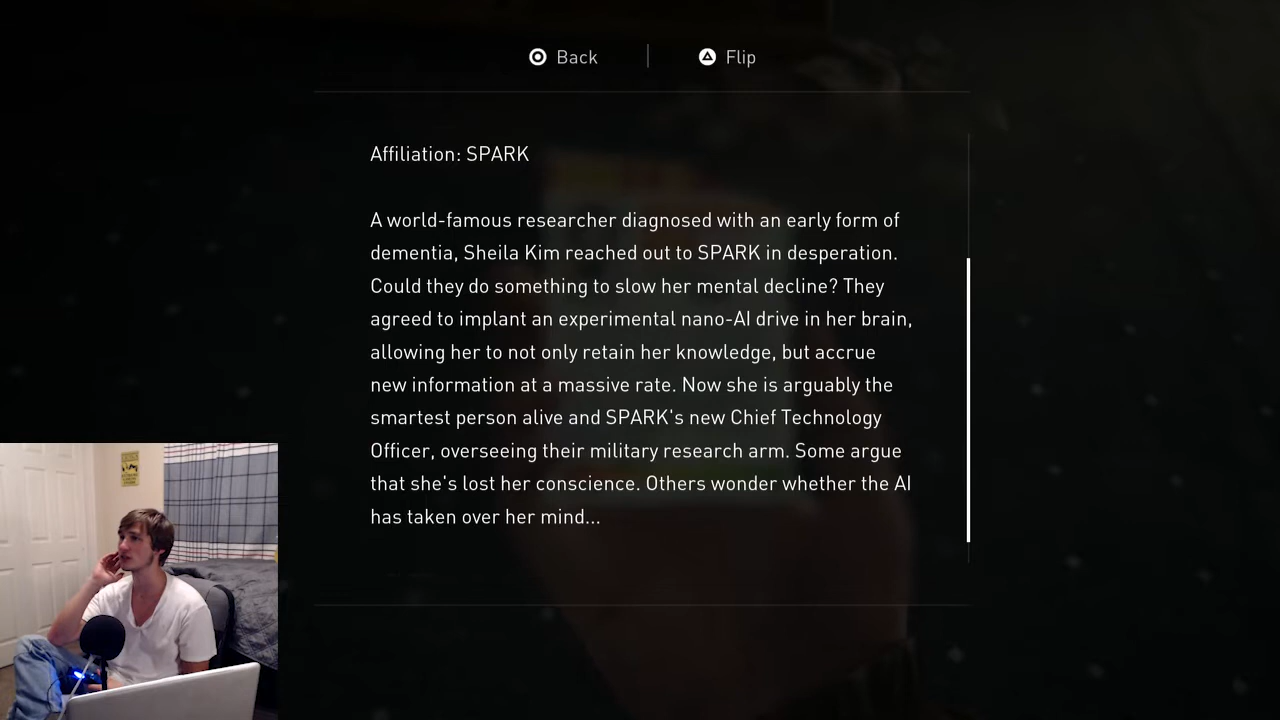 Back | Flip
Affiliation: SPARK
A world-famous researcher diagnosed with an early form of
dementia, Sheila Kim reached out to SPARK in desperation.
Could they do something to slow her mental decline? They
agreed to implant an experimental nano-AI drive in her brain,
allowing her to not only retain her knowledge, but accrue
new information at a massive rate. Now she is arguably the
smartest person alive and SPARK's new Chief Technology
Officer, overseeing their military research arm. Some argue
that she's lost her conscience. Others wonder whether the AI
has taken over her mind...